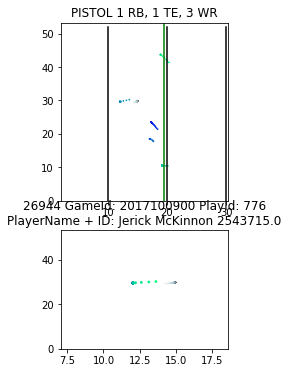 PISTOL 1 RB, 1 TE, 3 WR
50
40
30
20
10
0
10 20 30
26944 GameId: 2017100900 PlayId: 776
PlayerName + ID: Jerick McKinnon 2543715.0
40
20
0
7.5 10.0 12.5 15.0 17.5